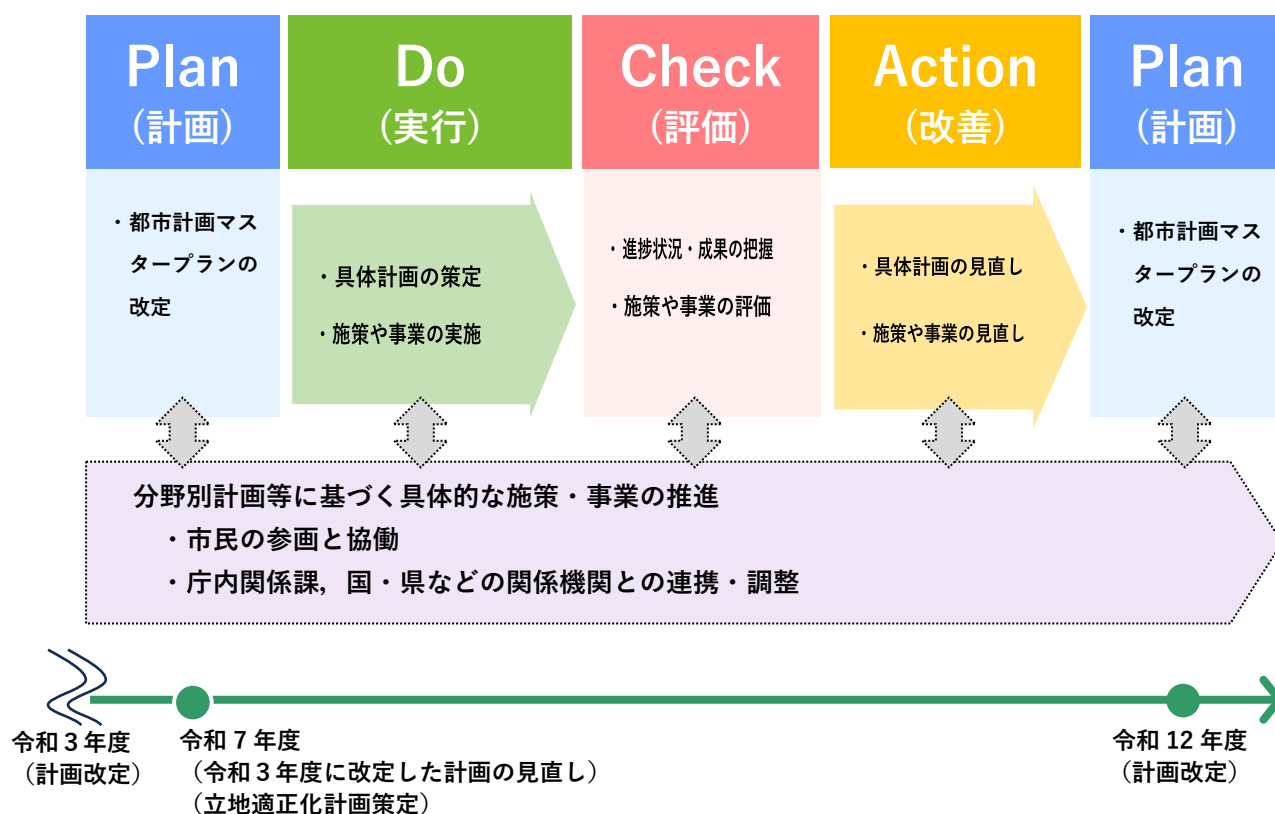 Plan
（計画）
Do
（実行）
Check
（評価）
Action
（改善）
Plan
（計画）
・都市計画マス
タープランの
改定
・具体計画の策定
・施策や事業の実施
・進捗状況・成果の把握
・施策や事業の評価
・具体計画の見直し
・施策や事業の見直し
・都市計画マス
タープランの
改定
分野別計画等に基づく具体的な施策・事業の推進
・市民の参画と協働
・庁内関係課，国・県などの関係機関との連携・調整
令和３年度
（計画改定）
令和 7 年度
（令和３年度に改定した計画の見直し）
（立地適正化計画策定）
令和 12 年度
（計画改定）